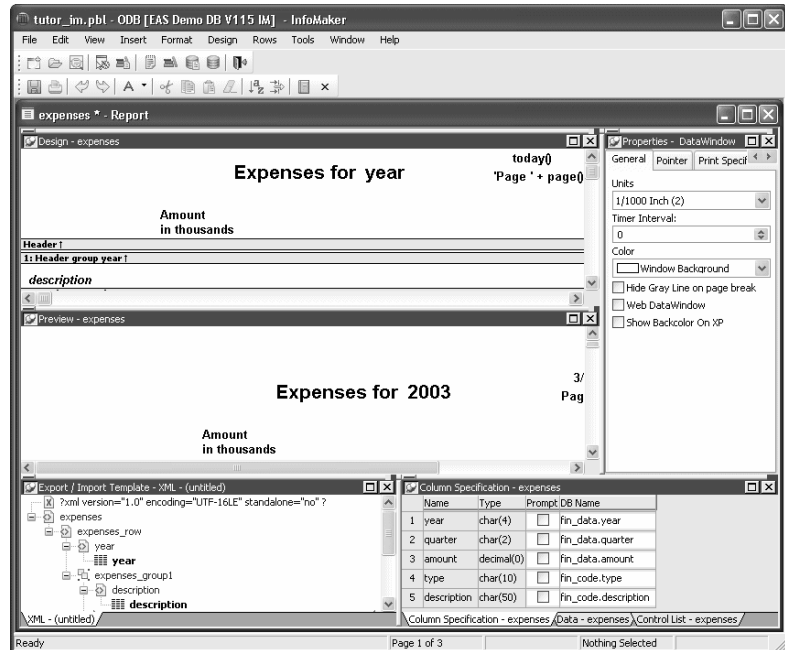 tutor_im.pbl - ODB [EAS Demo DB V115 IM] - InfoMaker
File Edit View Insert Format Design Rows Tools Window Help
expenses * - Report
Design - expenses
today()
Expenses for year
'Page ' + page()
Amount
in thousands
Header ↑
1: Header group year ↑
description
Preview - expenses
3/
Expenses for 2003
Pag
Amount
in thousands
Properties - DataWindow
General Pointer Print Specif
Units
1/1000 Inch (2)
Timer Interval:
0
Color
Window Background
Hide Gray Line on page break
Web DataWindow
Show Backcolor On XP
Export / Import Template - XML - (untitled)
?xml version="1.0" encoding="UTF-16LE" standalone="no" ?
expenses
expenses_row
year
year
expenses_group1
description
description
XML - (untitled)
Column Specification - expenses
Name Type Prompt DB Name
1 year char(4) fin_data.year
2 quarter char(2) fin_data.quarter
3 amount decimal(0) fin_data.amount
4 type char(10) fin_code.type
5 description char(50) fin_code.description
Column Specification - expenses Data - expenses Control List - expenses
Ready Page 1 of 3 Nothing Selected